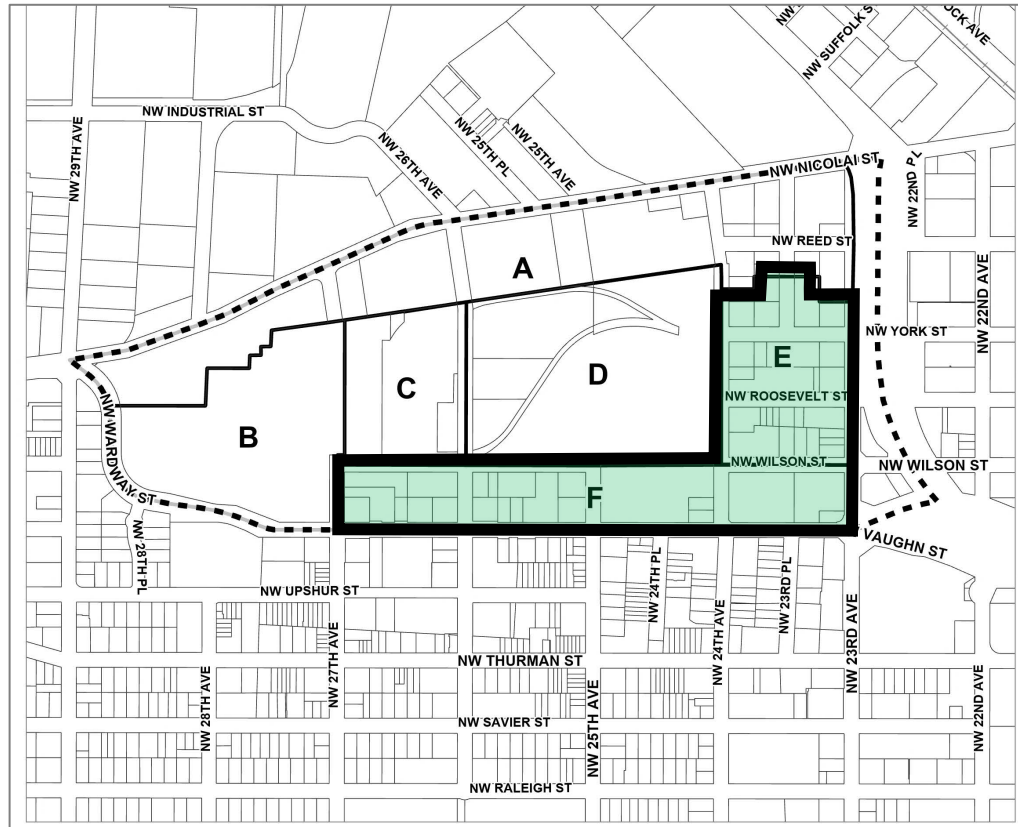 NW SUFFOLK S
OCK AVE
NW INDUSTRIAL ST
NW 29TH AVE
NW 26TH AVE
NW 25TH PL
NW 25TH AVE
NW NICOLAI ST
NW 22ND PL
NW REED ST
A
NW 22ND AVE
NW YORK ST
E
C
D
NW ROOSEVELT ST
B
NW WARDWAY ST
NW WILSON ST
NW WILSON ST
F
VAUGHN ST
NW 28TH PL
NW UPSHUR ST
NW 24TH PL
NW 24TH AVE
NW 23RD PL
NW 23RD AVE
NW 27TH AVE
NW THURMAN ST
NW 28TH AVE
NW 25TH AVE
NW 22ND AVE
NW SAVIER ST
NW RALEIGH ST